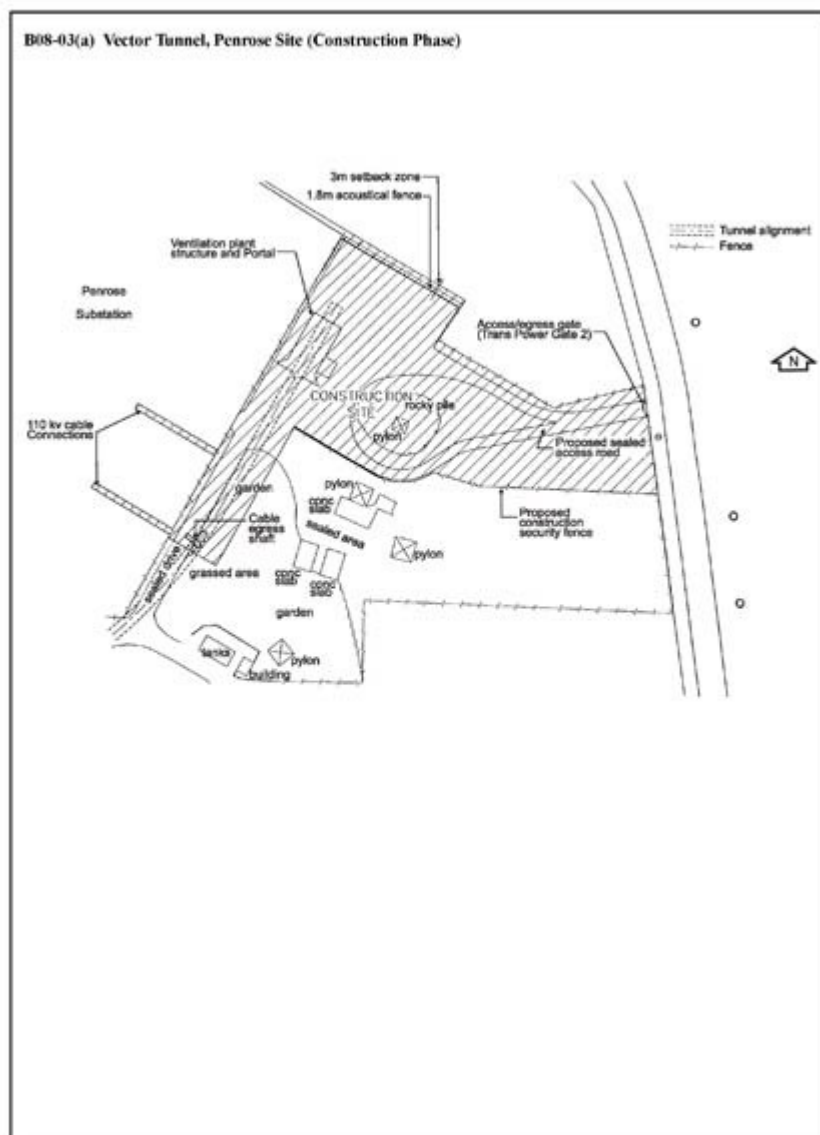 B08-03(a) Vector Tunnel, Penrose Site (Construction Phase)
3m setback zone
1.8m acoustical fence
Ventilation plant
structure and Portal
Tunnel alignment
Fence
Penrose
Substation
Access/egress gate
(Trans Power Gate 2)
N
CONSTRUCTION
SITE
rocky pile
pylon
110 kv cable
Connections
Proposed sealed
access road
garden
pylon
conc
slab
sealed area
Proposed
construction
security fence
Cable
egress
shaft
sealed drive
grassed area
pylon
conc
slab
conc
slab
garden
tanks
pylon
building